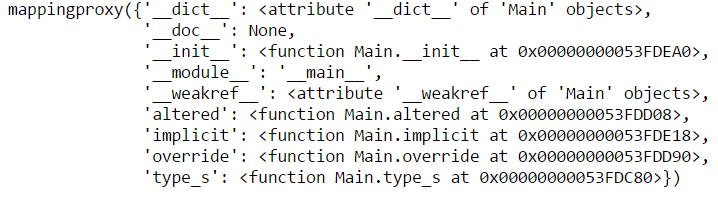 mappingproxy({'__dict__': <attribute '__dict__' of 'Main' objects>,
'__doc__': None,
'__init__': <function Main.__init__ at 0x00000000053FDEA0>,
'__module__': '__main__',
'__weakref__': <attribute '__weakref__' of 'Main' objects>,
'altered': <function Main.altered at 0x00000000053FDD08>,
'implicit': <function Main.implicit at 0x00000000053FDE18>,
'override': <function Main.override at 0x00000000053FDD90>,
'type_s': <function Main.type_s at 0x00000000053FDC80>})